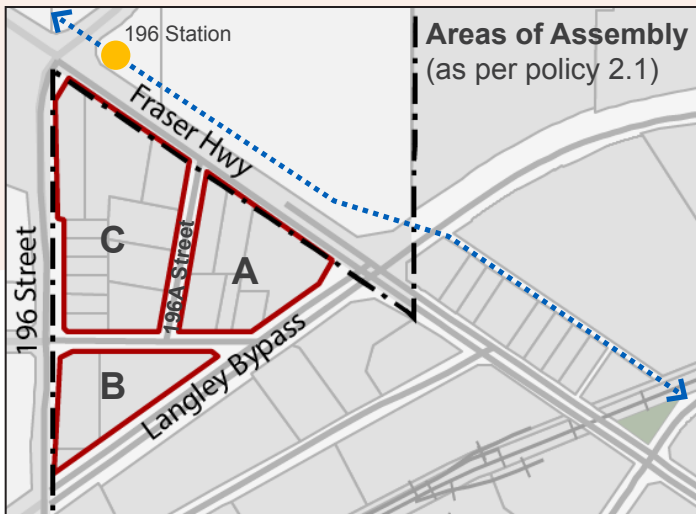 196 Station
Areas of Assembly
(as per policy 2.1)
Fraser Hwy
C
A
196A Street
196 Street
B
Langley Bypass